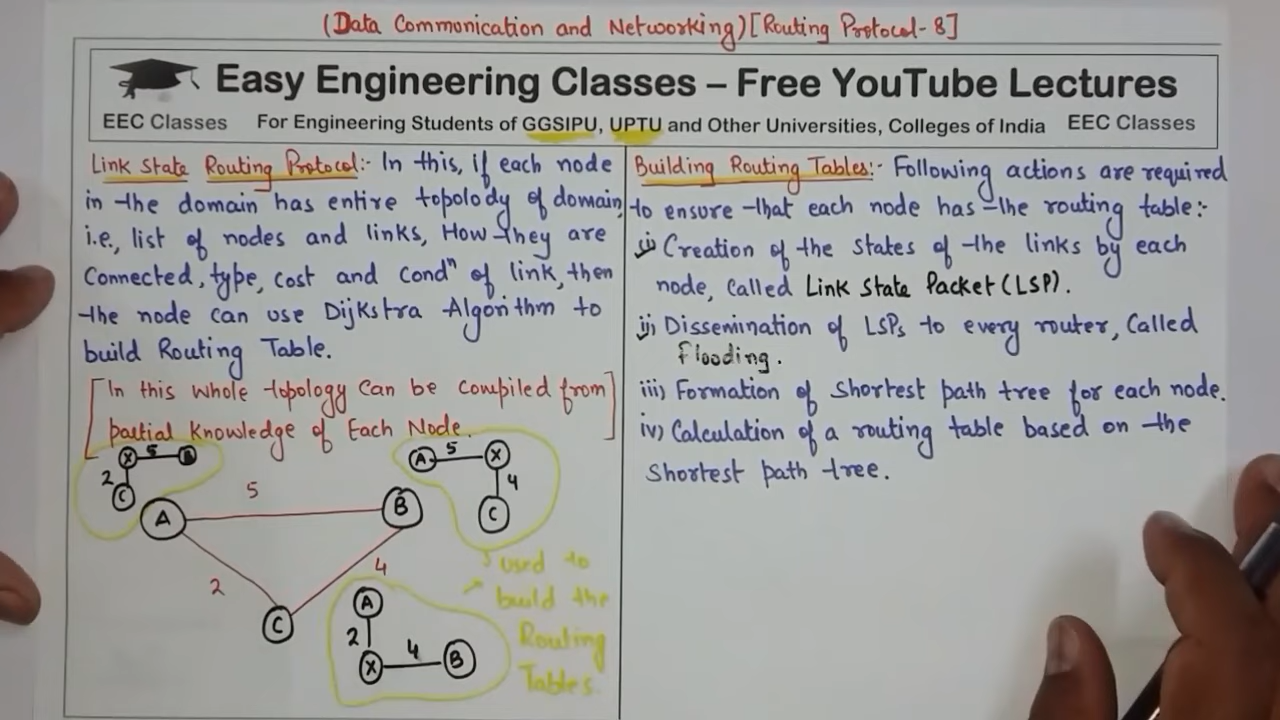 (Data Communication and Networking) [Routing Protocol-8]
Easy Engineering Classes – Free YouTube Lectures
EEC Classes For Engineering Students of GGSIPU, UPTU and Other Universities, Colleges of India EEC Classes
Link State Routing Protocol:- In this, if each node
in the domain has entire topolody of domain,
i.e., list of nodes and links, How they are
Connected, type, cost and Condⁿ of link, then
the node can use Dijkstra Algorithm to
build Routing Table.
[In this whole topology can be compiled from
partial knowledge of Each Node.]
X 5 B
2
C
A 5 X
4
C
A 5 B
2 4
C
A
2
X 4 B
used to
build the
Routing
Tables.
Building Routing Tables:- Following actions are required
to ensure that each node has the routing table:-
i) Creation of the states of the links by each
node, Called Link State Packet (LSP).
ii) Dissemination of LSPs to every router, Called
Flooding.
iii) Formation of Shortest path tree for each node.
iv) Calculation of a routing table based on the
Shortest path tree.